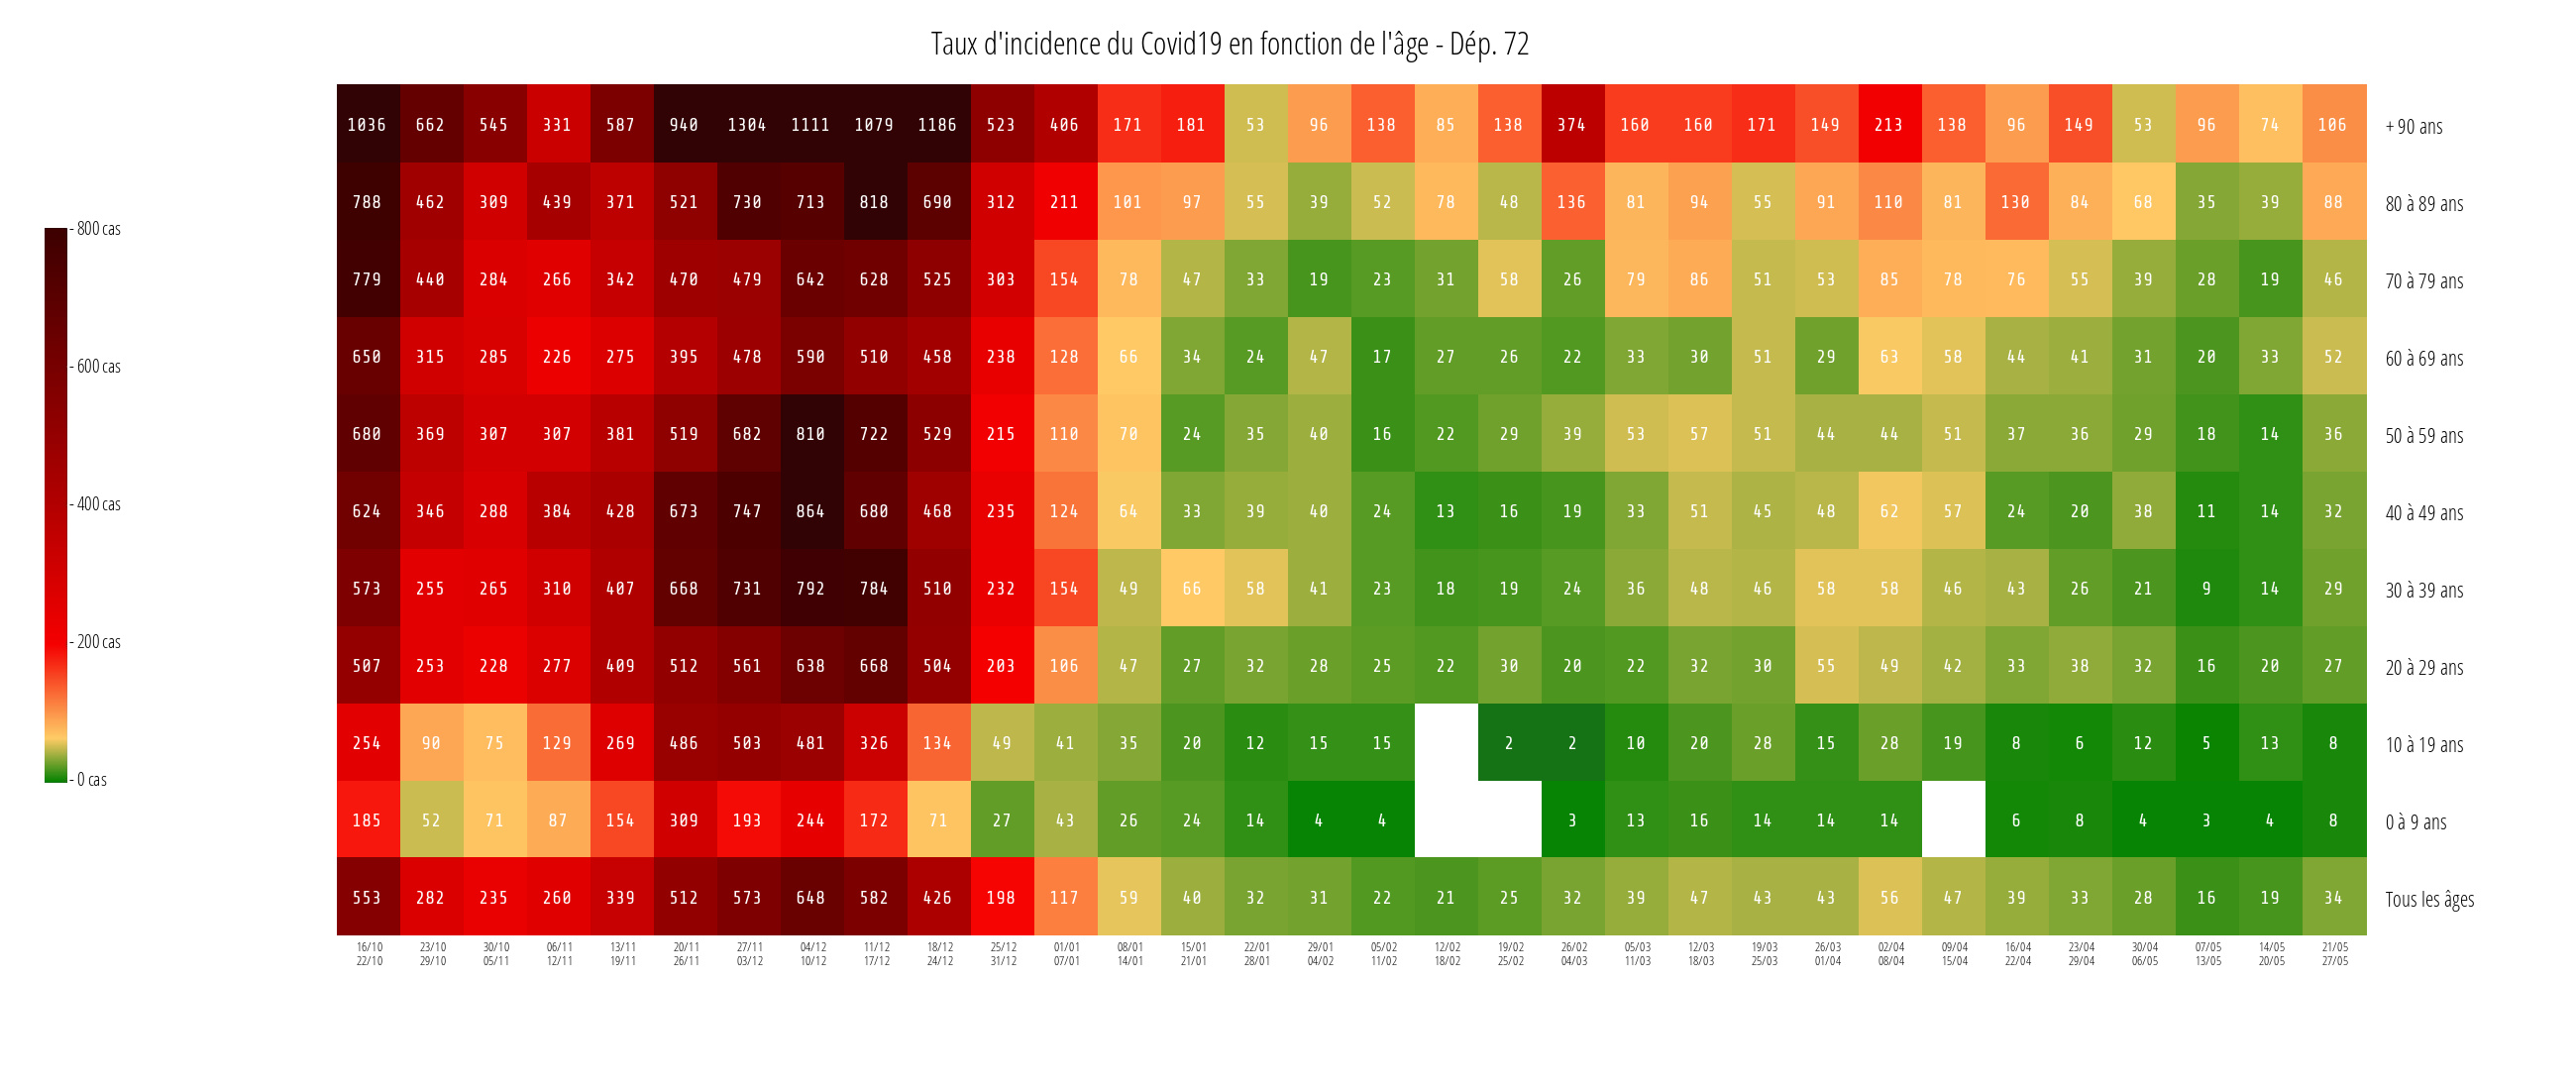 Taux d'incidence du Covid19 en fonction de l'âge - Dép. 72
1036 662 545 331 587 940 1304 1111 1079 1186 523 406 171 181 53 96 138 85 138 374 160 160 171 149 213 138 96 149 53 96 74 106 + 90 ans
788 462 309 439 371 521 730 713 818 690 312 211 101 97 55 39 52 78 48 136 81 94 55 91 110 81 130 84 68 35 39 88 80 à 89 ans
- 800 cas
779 440 284 266 342 470 479 642 628 525 303 154 78 47 33 19 23 31 58 26 79 86 51 53 85 78 76 55 39 28 19 46 70 à 79 ans
650 315 285 226 275 395 478 590 510 458 238 128 66 34 24 47 17 27 26 22 33 30 51 29 63 58 44 41 31 20 33 52 60 à 69 ans
- 600 cas
680 369 307 307 381 519 682 810 722 529 215 110 70 24 35 40 16 22 29 39 53 57 51 44 44 51 37 36 29 18 14 36 50 à 59 ans
- 400 cas
624 346 288 384 428 673 747 864 680 468 235 124 64 33 39 40 24 13 16 19 33 51 45 48 62 57 24 20 38 11 14 32 40 à 49 ans
573 255 265 310 407 668 731 792 784 510 232 154 49 66 58 41 23 18 19 24 36 48 46 58 58 46 43 26 21 9 14 29 30 à 39 ans
- 200 cas
507 253 228 277 409 512 561 638 668 504 203 106 47 27 32 28 25 22 30 20 22 32 30 55 49 42 33 38 32 16 20 27 20 à 29 ans
254 90 75 129 269 486 503 481 326 134 49 41 35 20 12 15 15 2 2 10 20 28 15 28 19 8 6 12 5 13 8 10 à 19 ans
- 0 cas
185 52 71 87 154 309 193 244 172 71 27 43 26 24 14 4 4 3 13 16 14 14 14 6 8 4 3 4 8 0 à 9 ans
553 282 235 260 339 512 573 648 582 426 198 117 59 40 32 31 22 21 25 32 39 47 43 43 56 47 39 33 28 16 19 34 Tous les âges
16/10 23/10 30/10 06/11 13/11 20/11 27/11 04/12 11/12 18/12 25/12 01/01 08/01 15/01 22/01 29/01 05/02 12/02 19/02 26/02 05/03 12/03 19/03 26/03 02/04 09/04 16/04 23/04 30/04 07/05 14/05 21/05
22/10 29/10 05/11 12/11 19/11 26/11 03/12 10/12 17/12 24/12 31/12 07/01 14/01 21/01 28/01 04/02 11/02 18/02 25/02 04/03 11/03 18/03 25/03 01/04 08/04 15/04 22/04 29/04 06/05 13/05 20/05 27/05